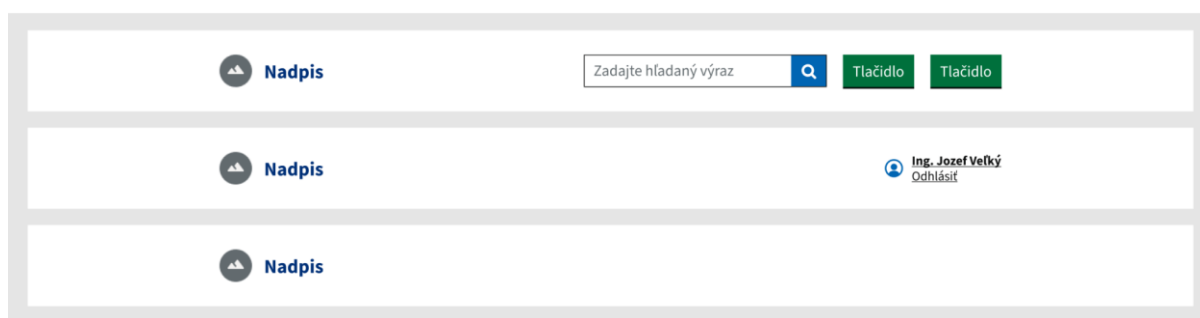 Nadpis
Zadajte hľadaný výraz
Tlačidlo
Tlačidlo
Nadpis
Ing. Jozef Veľký
Odhlásiť
Nadpis